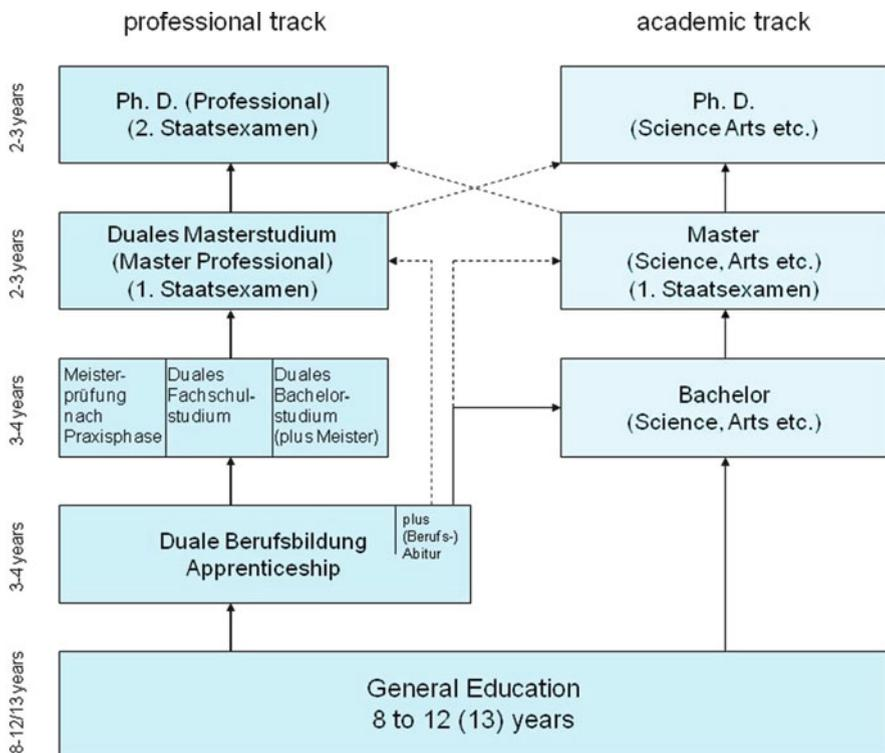 professional track
academic track
2-3 years
Ph. D. (Professional)
(2. Staatsexamen)
Ph. D.
(Science Arts etc.)
2-3 years
Duales Masterstudium
(Master Professional)
(1. Staatsexamen)
Master
(Science, Arts etc.)
(1. Staatsexamen)
3-4 years
Meister-
prüfung
nach
Praxisphase
Duales
Fachschul-
studium
Duales
Bachelor-
studium
(plus Meister)
Bachelor
(Science, Arts etc.)
3-4 years
Duale Berufsbildung
Apprenticeship
plus
(Berufs-)
Abitur
8-12/13 years
General Education
8 to 12 (13) years